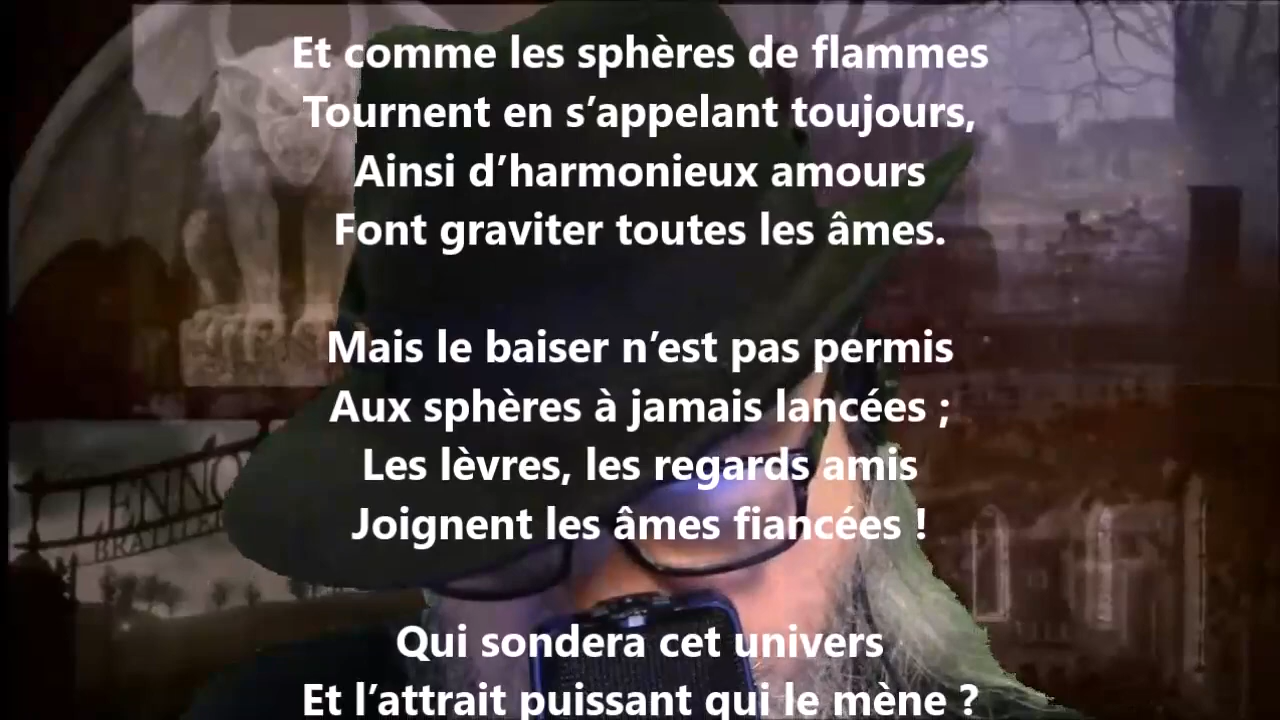 Et comme les sphères de flammes
Tournent en s’appelant toujours,
Ainsi d’harmonieux amours
Font graviter toutes les âmes.
Mais le baiser n’est pas permis
Aux sphères à jamais lancées ;
Les lèvres, les regards amis
Joignent les âmes fiancées !
Qui sondera cet univers
Et l’attrait puissant qui le mène ?